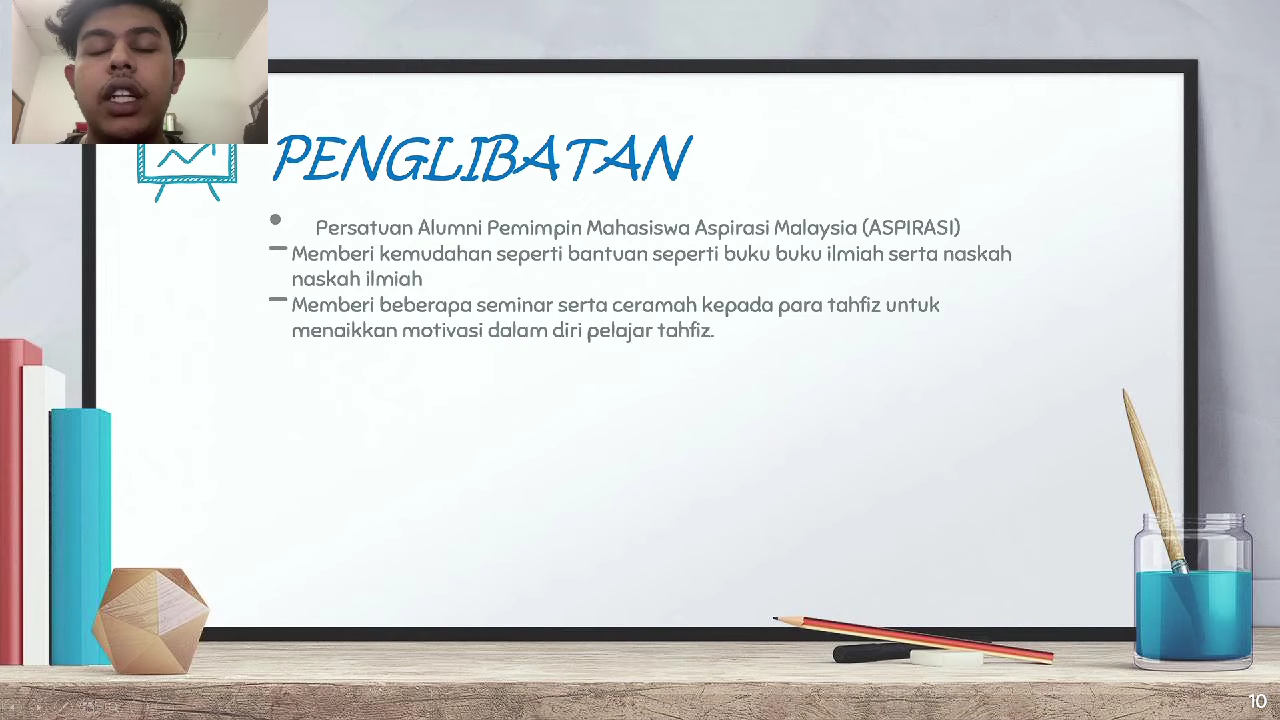 PENGLIBATAN
• Persatuan Alumni Pemimpin Mahasiswa Aspirasi Malaysia (ASPIRASI)
– Memberi kemudahan seperti bantuan seperti buku buku ilmiah serta naskah
naskah ilmiah
– Memberi beberapa seminar serta ceramah kepada para tahfiz untuk
menaikkan motivasi dalam diri pelajar tahfiz.
10